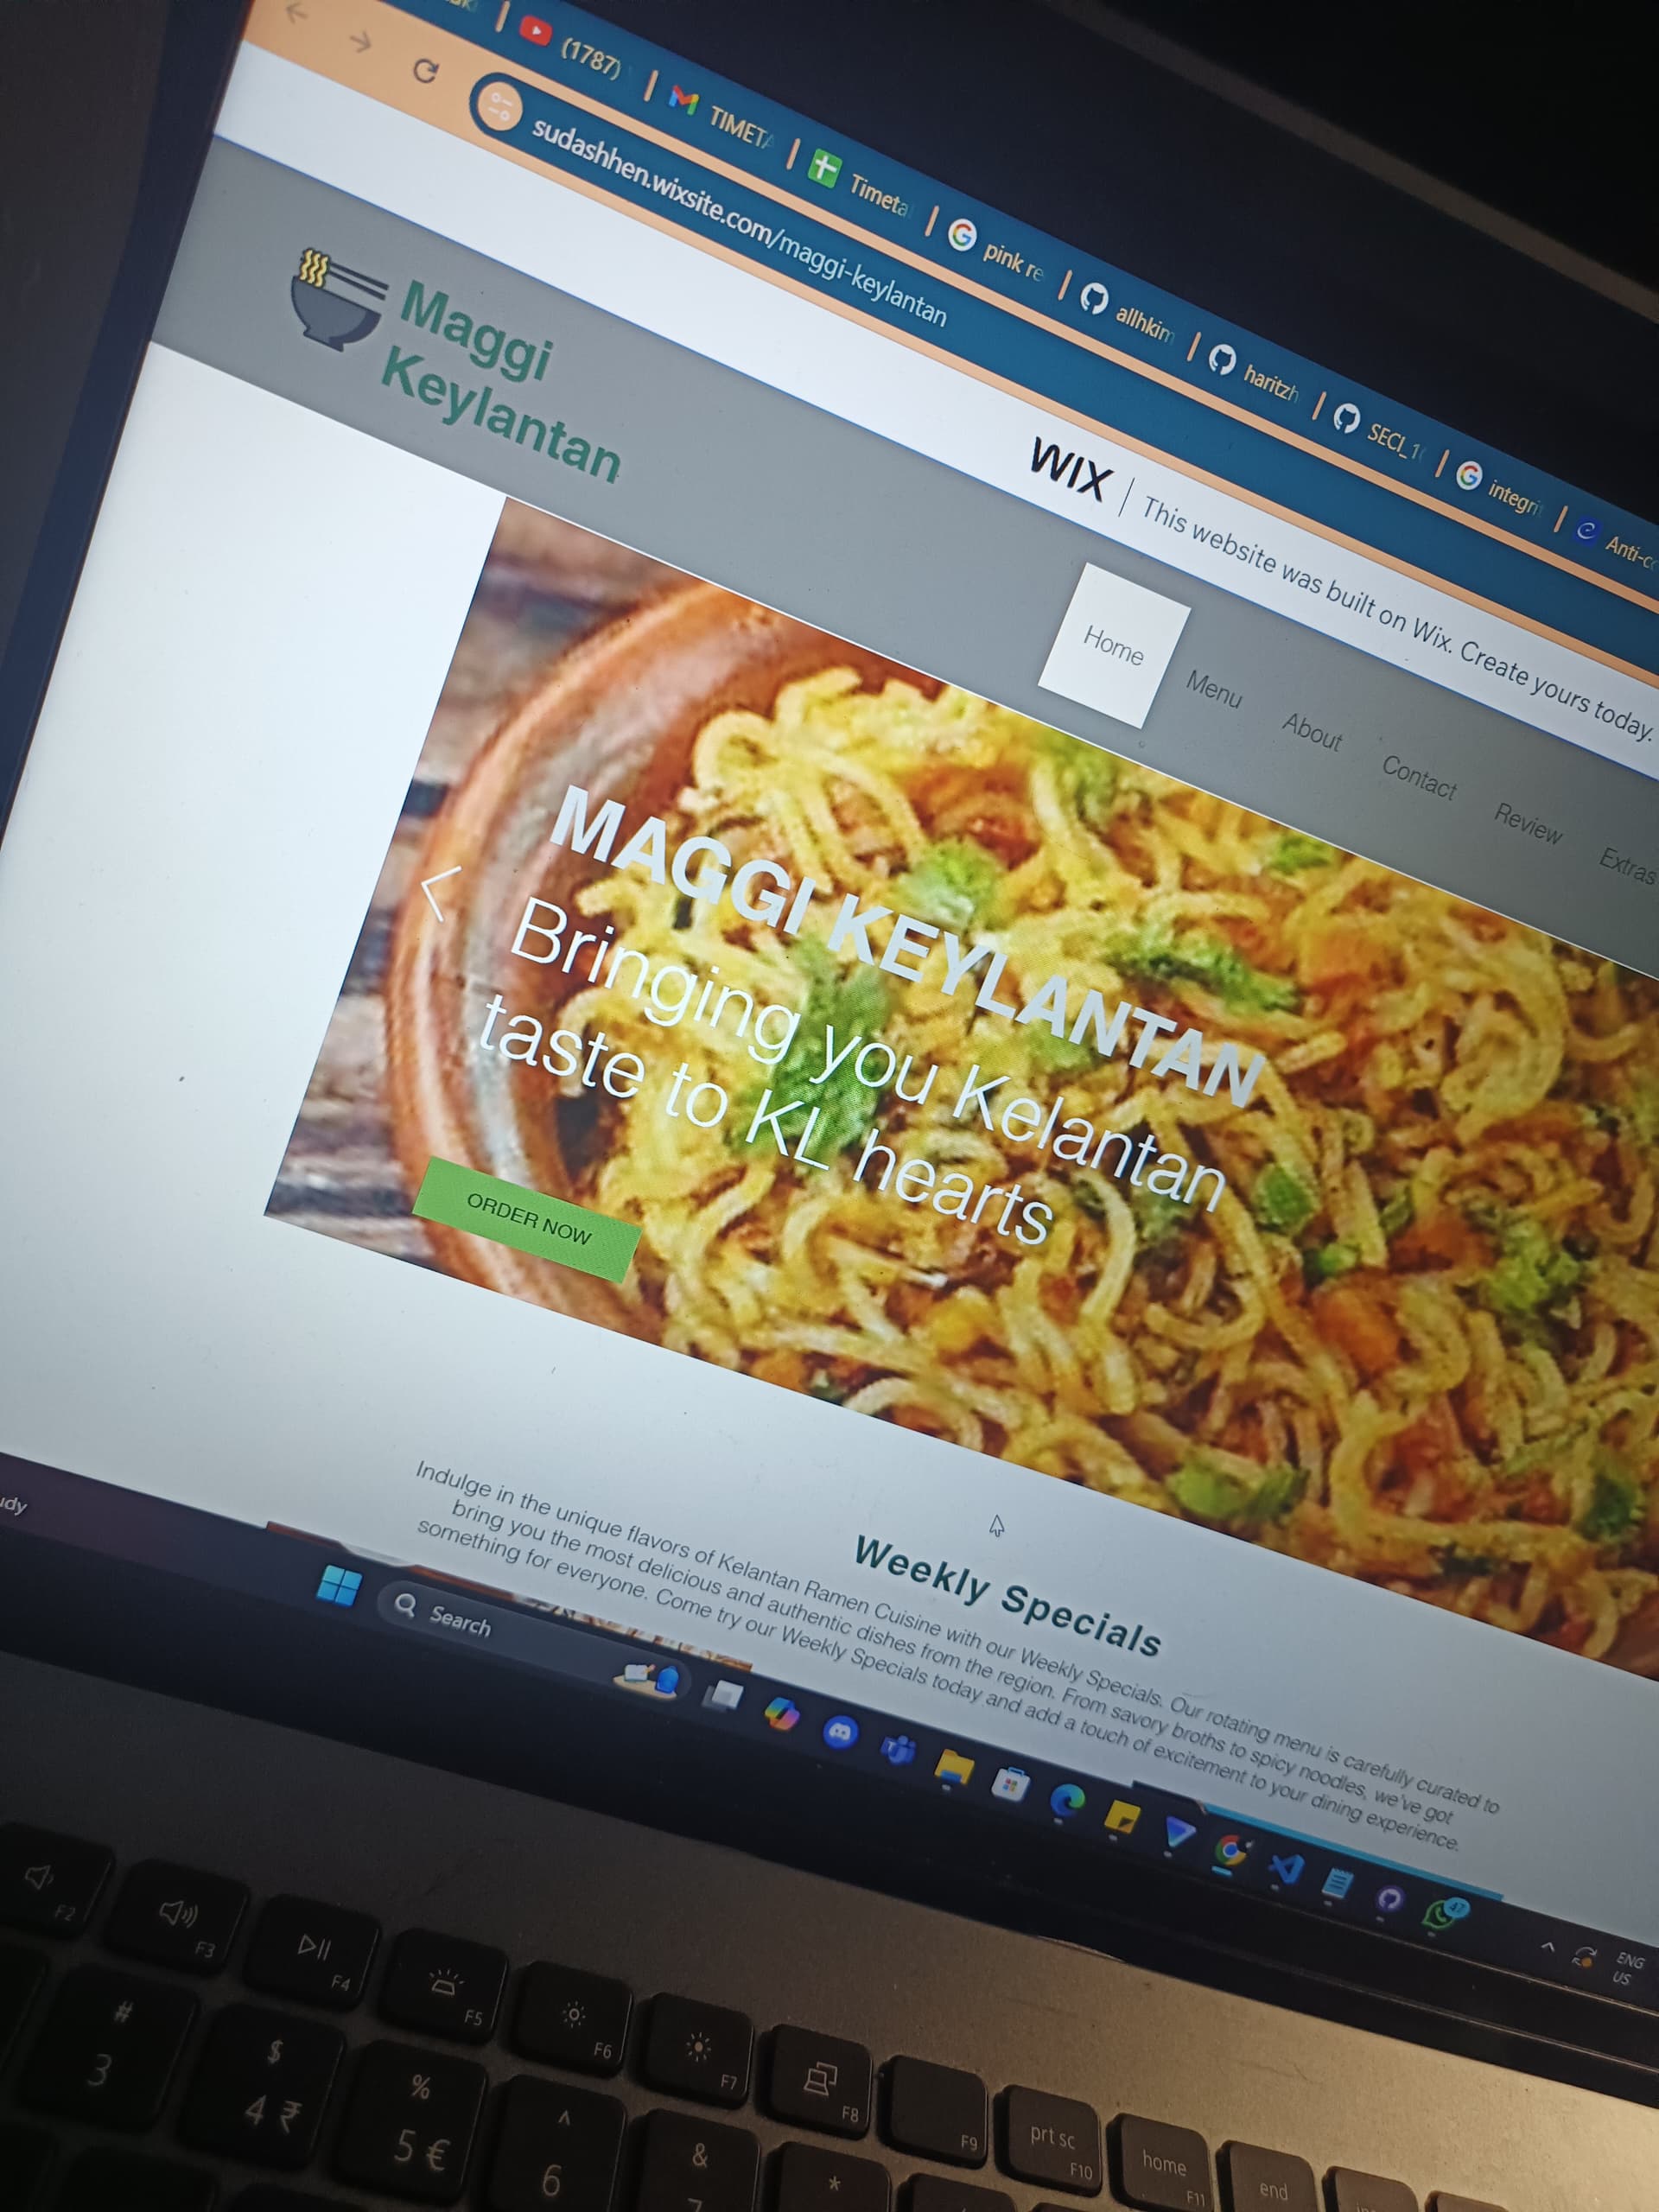 (1787)
TIMETA
Timeta
pink re
allhkim
haritzh
SECI_1
integri
Anti-c
sudashhen.wixsite.com/maggi-keylantan
WIX
This website was built on Wix. Create yours today.
Maggi
Keylantan
Home
Menu
About
Contact
Review
Extras
MAGGI KEYLANTAN
Bringing you Kelantan
taste to KL hearts
ORDER NOW
Weekly Specials
Indulge in the unique flavors of Kelantan Ramen Cuisine with our Weekly Specials. Our rotating menu is carefully curated to
bring you the most delicious and authentic dishes from the region. From savory broths to spicy noodles, we've got
something for everyone. Come try our Weekly Specials today and add a touch of excitement to your dining experience.
Search
47
ENG
US
F2
F3
F4
F5
F6
F7
F8
F9
prt sc
F10
home
F11
end
#
3
$
4 ₹
%
5 €
^
6
&
7
*